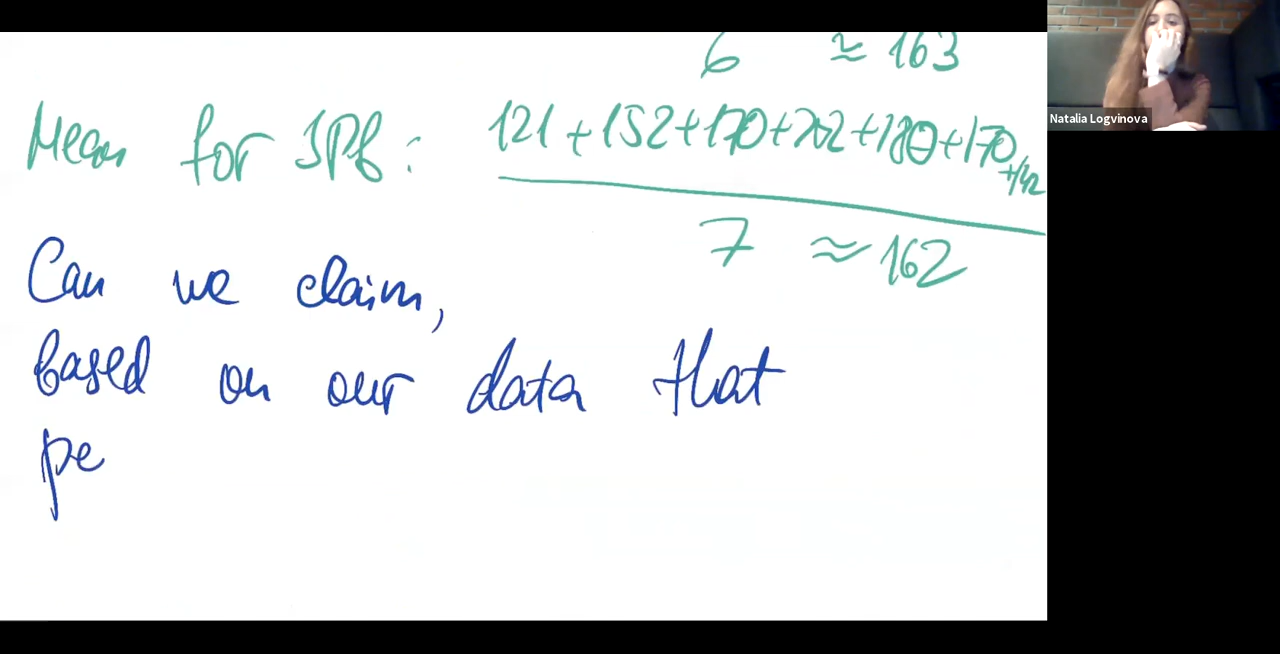 6 ≈ 163
Mean for SPb: 121 + 152 + 170 + 202 + 180 + 170 + 142
7 ≈ 162
Can we claim,
based on our data that
pe
Natalia Logvinova